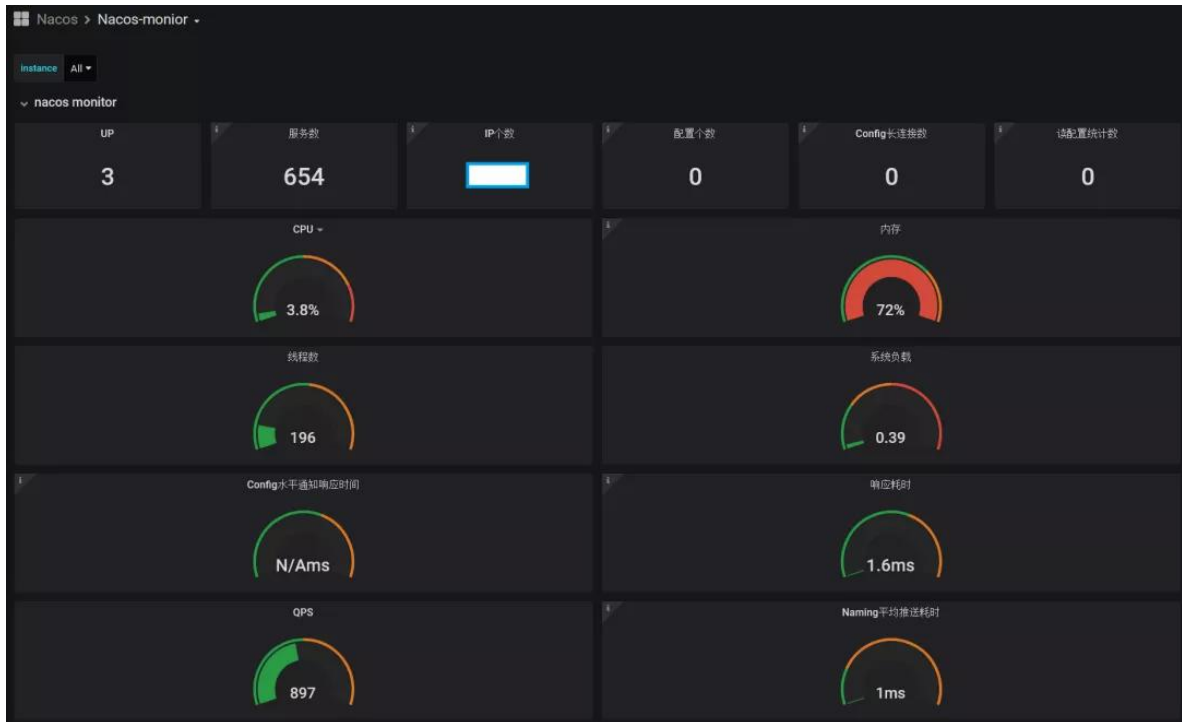 Nacos > Nacos-monior
instance All
nacos monitor
UP
3
服务数
654
IP个数
配置个数
0
Config长连接数
0
读配置统计数
0
CPU
3.8%
内存
72%
线程数
196
系统负载
0.39
Config水平通知响应时间
N/Ams
响应耗时
1.6ms
QPS
897
Naming平均推送耗时
1ms